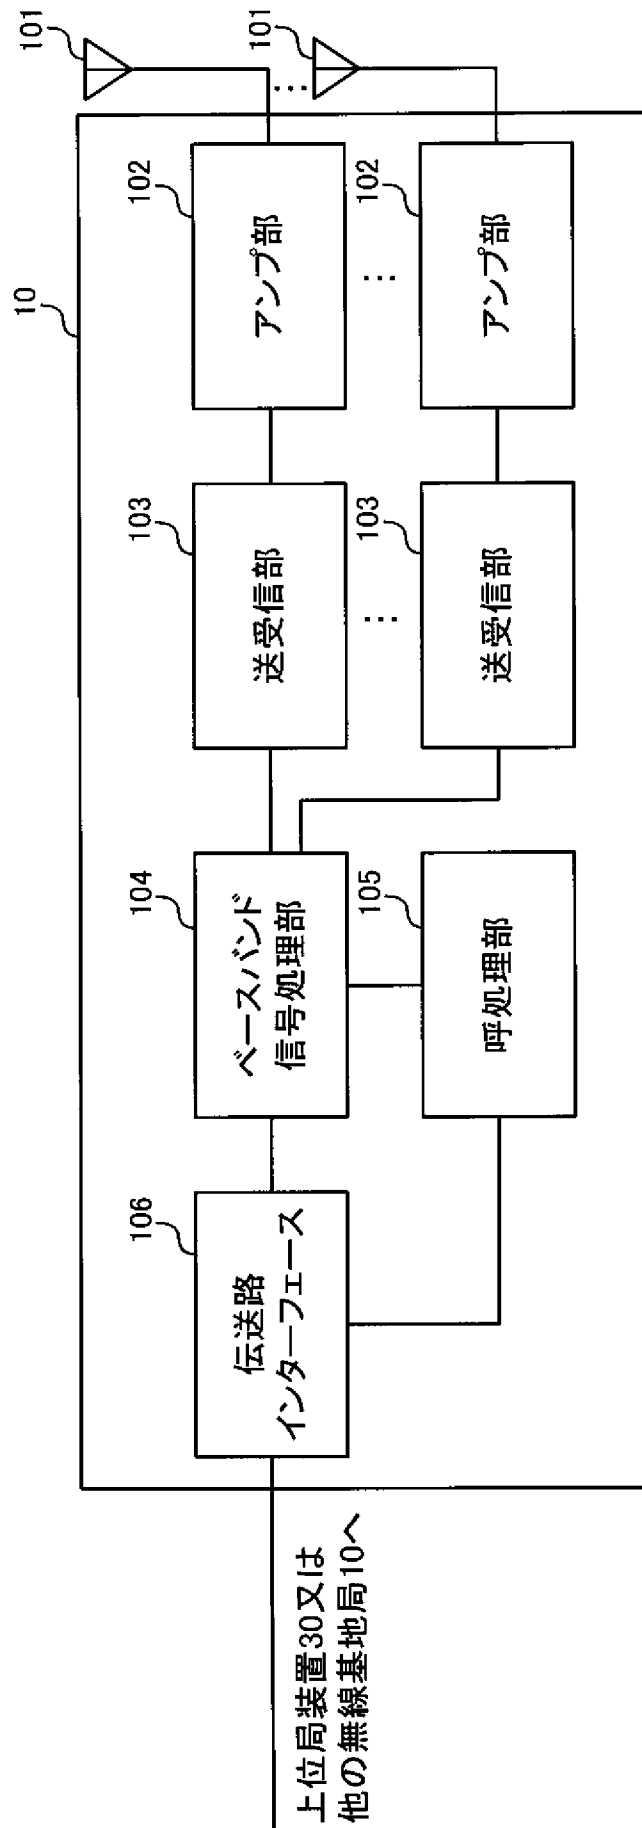 10
101
101
102
アンプ部
102
アンプ部
⋮
103
送受信部
103
送受信部
⋮
104
ベースバンド
信号処理部
105
呼処理部
106
伝送路
インターフェース
上位局装置30又は
他の無線基地局10へ